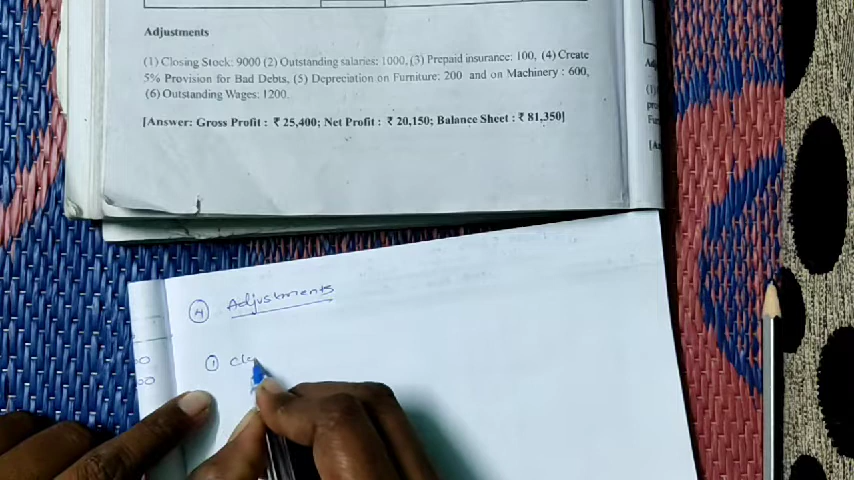 Adjustments
(1) Closing Stock: 9000 (2) Outstanding salaries: 1000, (3) Prepaid insurance: 100, (4) Create
5% Provision for Bad Debts, (5) Depreciation on Furniture: 200 and on Machinery : 600,
(6) Outstanding Wages: 1200.
[Answer: Gross Profit : ₹ 25,400; Net Profit : ₹ 20,150; Balance Sheet : ₹ 81,350]
Adjustments
① Clo